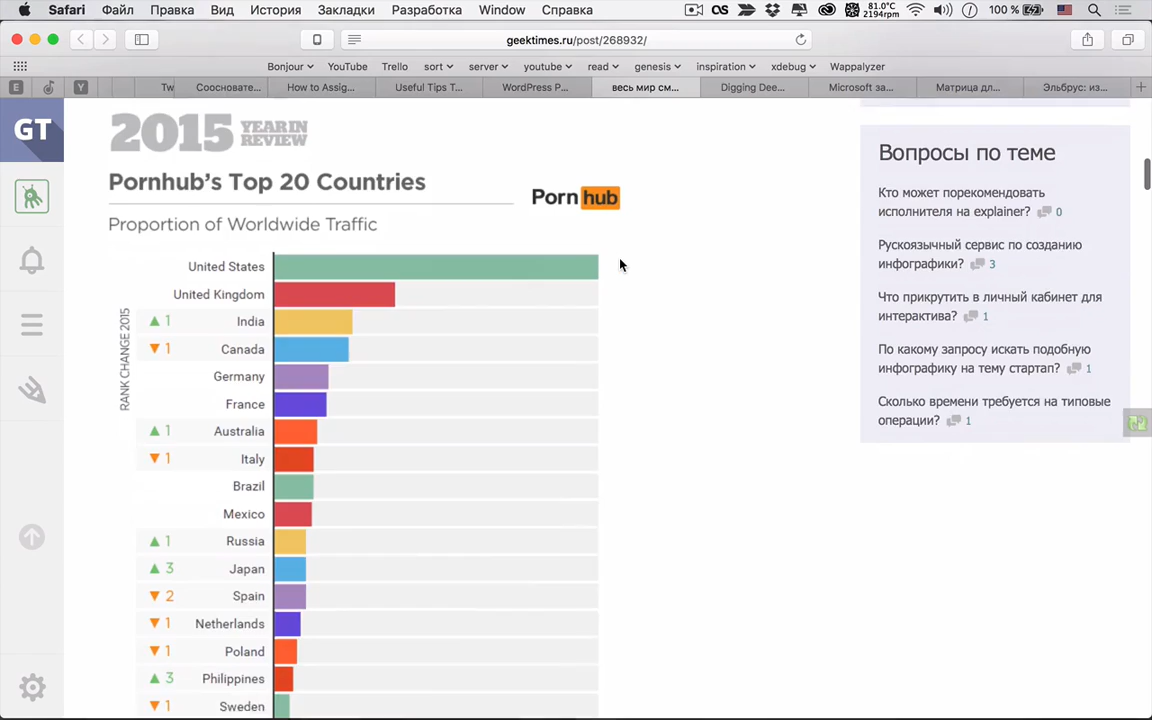 Safari Файл Правка Вид История Закладки Разработка Window Справка 81.0°C 2194rpm 100 %
geektimes.ru/post/268932/
Bonjour YouTube Trello sort server youtube read genesis inspiration xdebug Wappalyzer
E Y Tw Сооснователе... How to Assig... Useful Tips T... WordPress P... весь мир см... Digging Dee... Microsoft за... Матрица дл... Эльбрус: из...
GT
2015 YEAR IN REVIEW
Pornhub's Top 20 Countries
Porn hub
Proportion of Worldwide Traffic
RANK CHANGE 2015
United States
United Kingdom
1 India
1 Canada
Germany
France
1 Australia
1 Italy
Brazil
Mexico
1 Russia
3 Japan
2 Spain
1 Netherlands
1 Poland
3 Philippines
1 Sweden
Вопросы по теме
Кто может порекомендовать
исполнителя на explainer? 0
Рускоязычный сервис по созданию
инфографики? 3
Что прикрутить в личный кабинет для
интерактива? 1
По какому запросу искать подобную
инфографику на тему стартап? 1
Сколько времени требуется на типовые
операции? 1